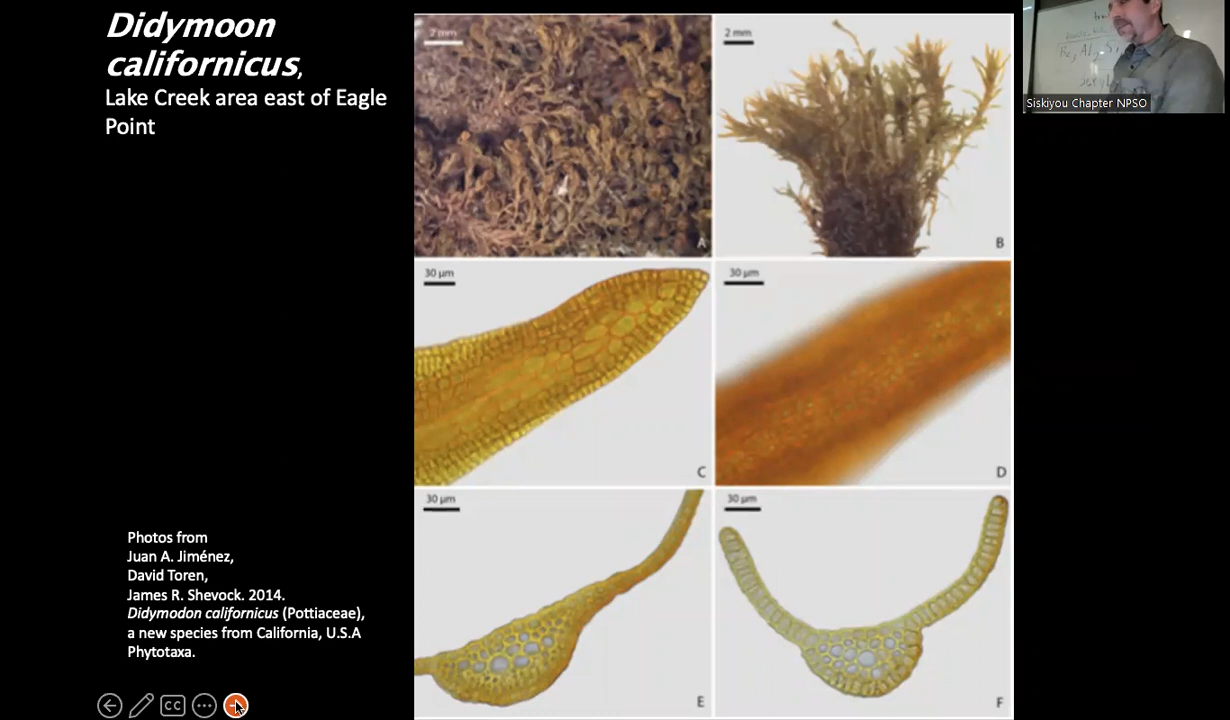 Didymoon
californicus,
Lake Creek area east of Eagle
Point
2 mm
A
2 mm
B
30 µm
C
30 µm
D
30 µm
E
30 µm
F
Photos from
Juan A. Jiménez,
David Toren,
James R. Shevock. 2014.
Didymodon californicus (Pottiaceae),
a new species from California, U.S.A
Phytotaxa.
CC
Siskiyou Chapter NPSO